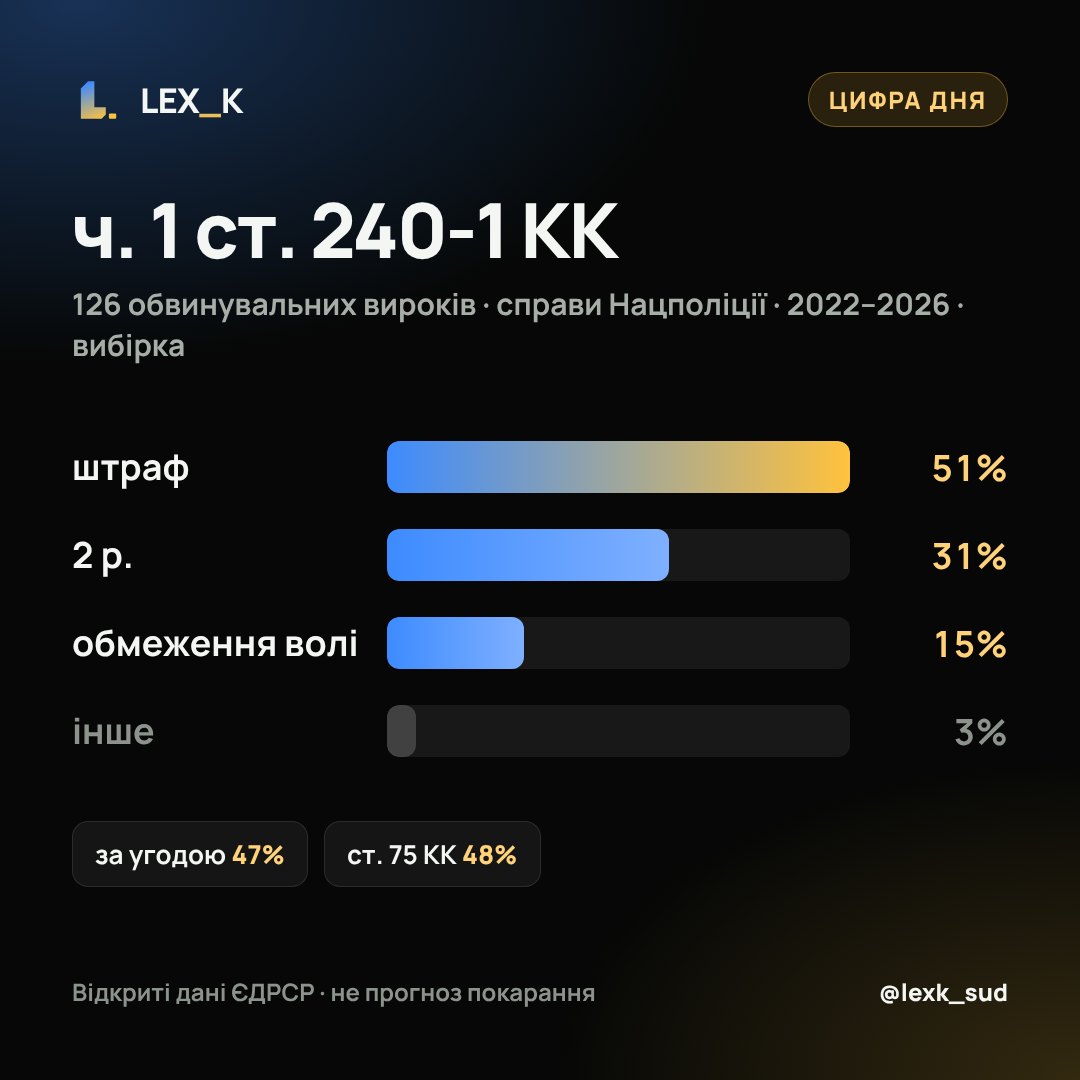 LEX_K
ЦИФРА ДНЯ
ч. 1 ст. 240-1 КК
126 обвинувальних вироків · справи Нацполіції · 2022–2026 ·
вибірка
штраф 51%
2 р. 31%
обмеження волі 15%
інше 3%
за угодою 47%
ст. 75 КК 48%
Відкриті дані ЄДРСР · не прогноз покарання
@lexk_sud